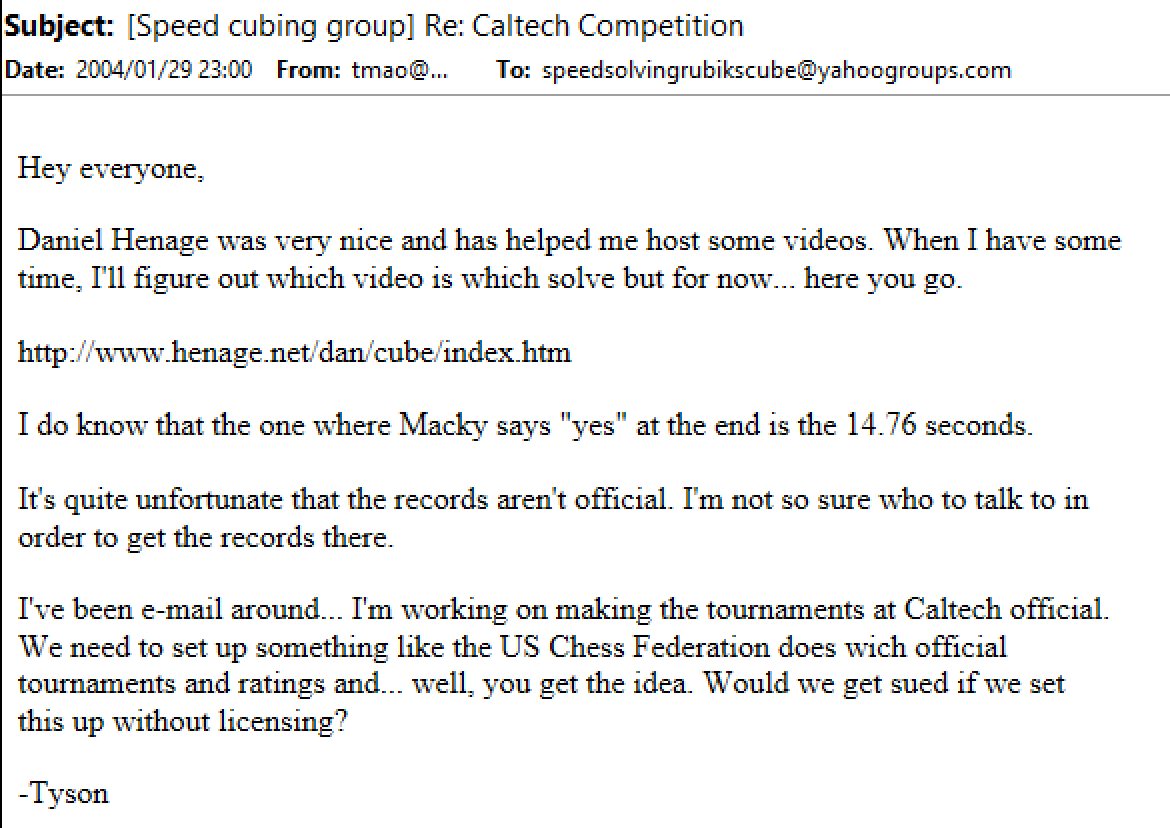 Subject: [Speed cubing group] Re: Caltech Competition
Date: 2004/01/29 23:00 From: tmao@... To: speedsolvingrubikscube@yahoogroups.com
Hey everyone,
Daniel Henage was very nice and has helped me host some videos. When I have some
time, I'll figure out which video is which solve but for now... here you go.
http://www.henage.net/dan/cube/index.htm
I do know that the one where Macky says "yes" at the end is the 14.76 seconds.
It's quite unfortunate that the records aren't official. I'm not so sure who to talk to in
order to get the records there.
I've been e-mail around... I'm working on making the tournaments at Caltech official.
We need to set up something like the US Chess Federation does wich official
tournaments and ratings and... well, you get the idea. Would we get sued if we set
this up without licensing?
-Tyson